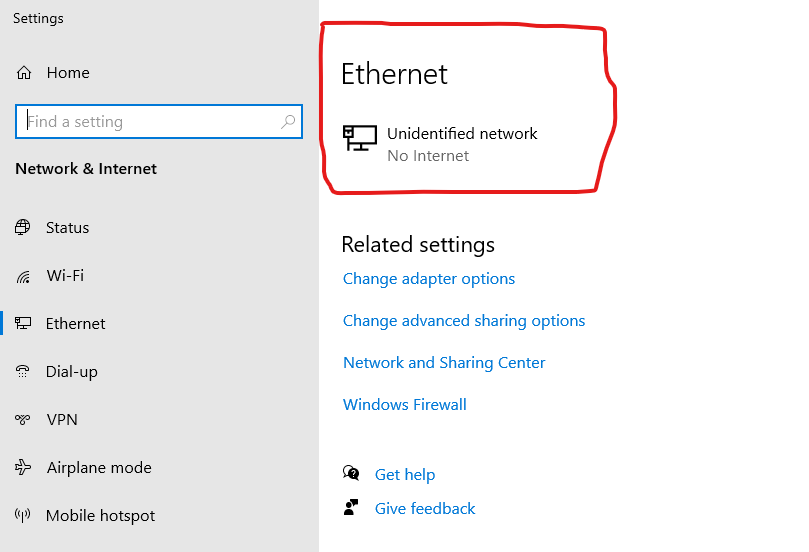 Settings
Home
Find a setting
Network & Internet
Status
Wi-Fi
Ethernet
Dial-up
VPN
Airplane mode
Mobile hotspot
Ethernet
Unidentified network
No Internet
Related settings
Change adapter options
Change advanced sharing options
Network and Sharing Center
Windows Firewall
Get help
Give feedback